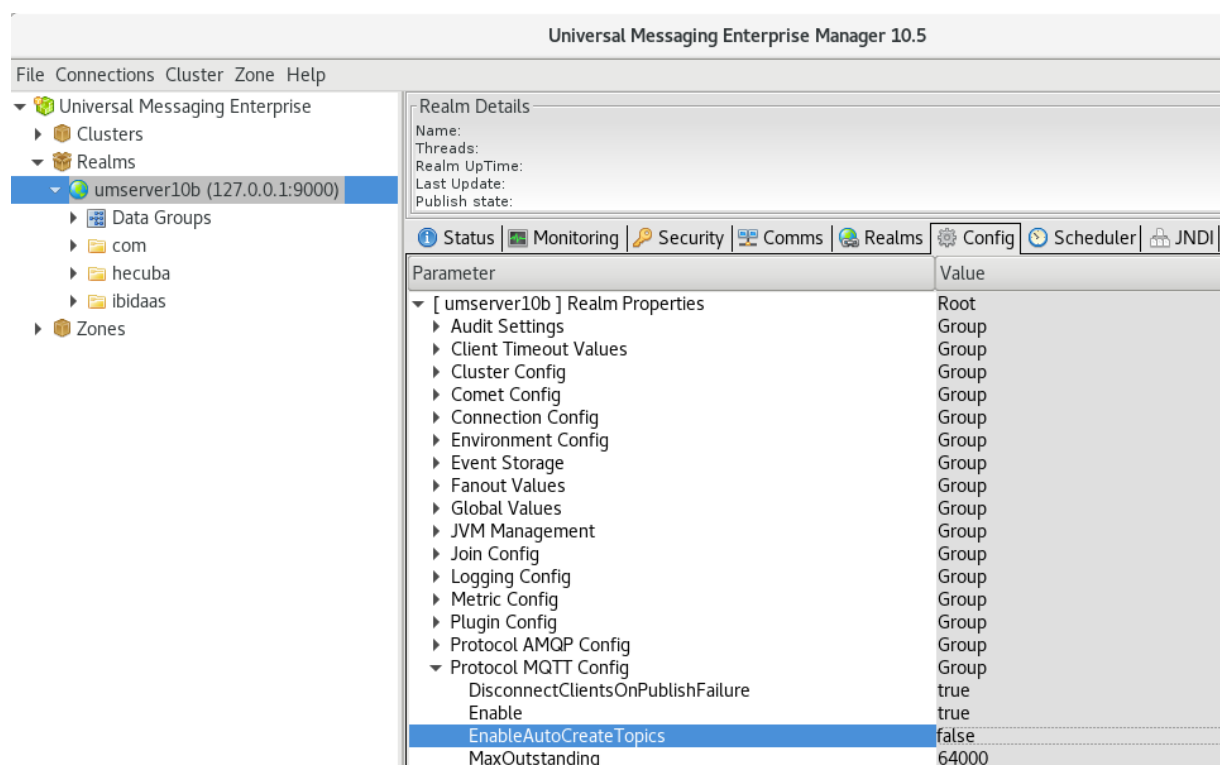 Universal Messaging Enterprise Manager 10.5
File Connections Cluster Zone Help
Universal Messaging Enterprise
Clusters
Realms
umserver10b (127.0.0.1:9000)
Data Groups
com
hecuba
ibidaas
Zones
Realm Details
Name:
Threads:
Realm UpTime:
Last Update:
Publish state:
Status Monitoring Security Comms Realms Config Scheduler JNDI
Parameter Value
[ umserver10b ] Realm Properties Root
Audit Settings Group
Client Timeout Values Group
Cluster Config Group
Comet Config Group
Connection Config Group
Environment Config Group
Event Storage Group
Fanout Values Group
Global Values Group
JVM Management Group
Join Config Group
Logging Config Group
Metric Config Group
Plugin Config Group
Protocol AMQP Config Group
Protocol MQTT Config Group
DisconnectClientsOnPublishFailure true
Enable true
EnableAutoCreateTopics false
MaxOutstanding 64000